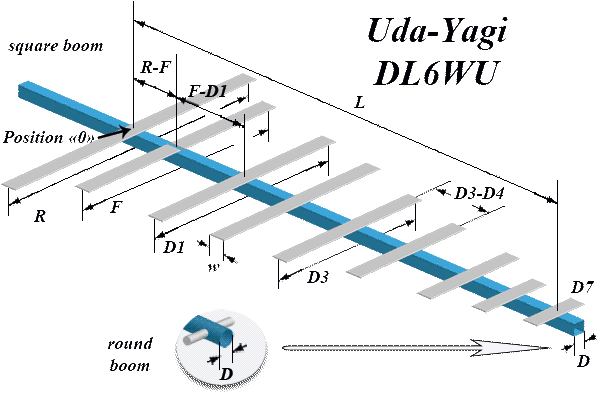 square boom
Uda-Yagi
DL6WU
R-F
F-D1
L
Position «0»
R
F
D1
w
D3
D3-D4
D7
round
boom
D
D